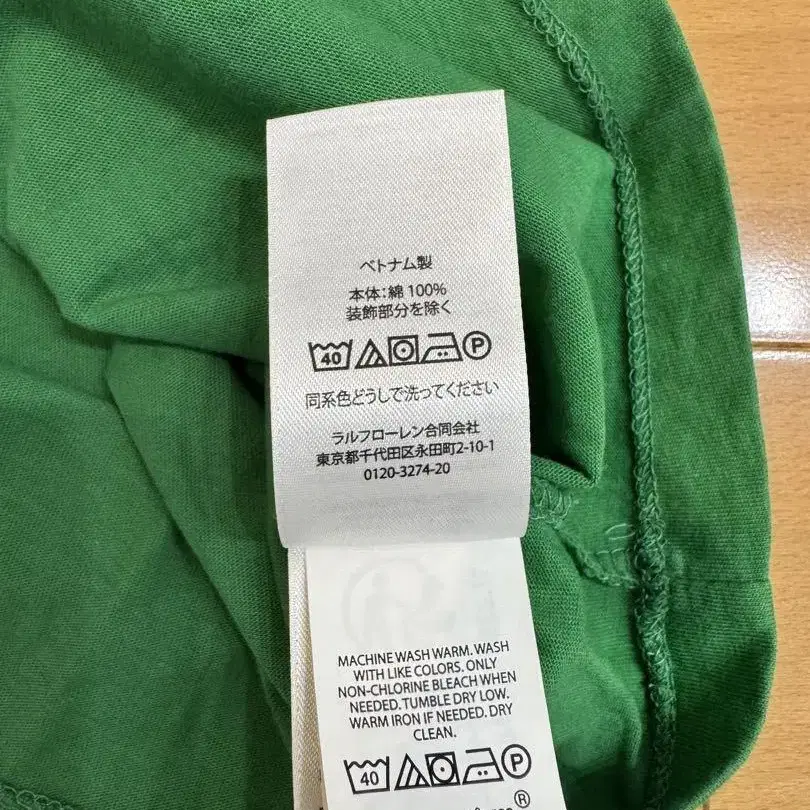 ベトナム製
本体：綿 100%
装飾部分を除く
40 P
同系色どうしで洗ってください
ラルフローレン合同会社
東京都千代田区永田町2-10-1
0120-3274-20
MACHINE WASH WARM. WASH
WITH LIKE COLORS. ONLY
NON-CHLORINE BLEACH WHEN
NEEDED. TUMBLE DRY LOW.
WARM IRON IF NEEDED. DRY
CLEAN.
40 P
®